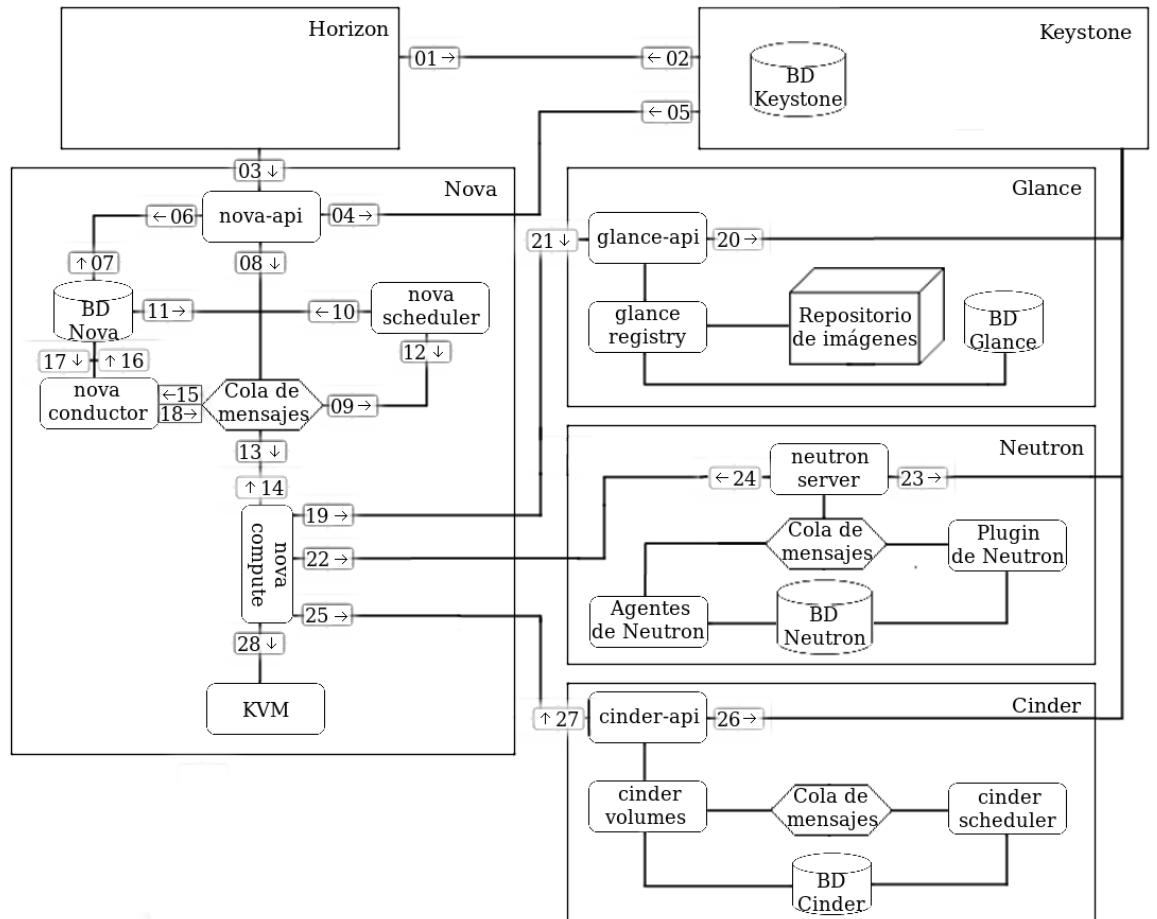 Horizon
Keystone
01→
←02
BD
Keystone
←05
03↓
Nova
Glance
←06
nova-api
04→
↑07
08↓
21↓
glance-api
20→
BD
Nova
11→
←10
nova
scheduler
glance
registry
Repositorio
de imágenes
BD
Glance
12↓
17↓
↑16
nova
conductor
←15
18→
Cola de
mensajes
09→
13↓
↑14
Neutron
←24
neutron
server
23→
19→
nova
compute
22→
25→
Cola de
mensajes
Plugin
de Neutron
Agentes
de Neutron
BD
Neutron
28↓
KVM
Cinder
↑27
cinder-api
26→
cinder
volumes
Cola de
mensajes
cinder
scheduler
BD
Cinder